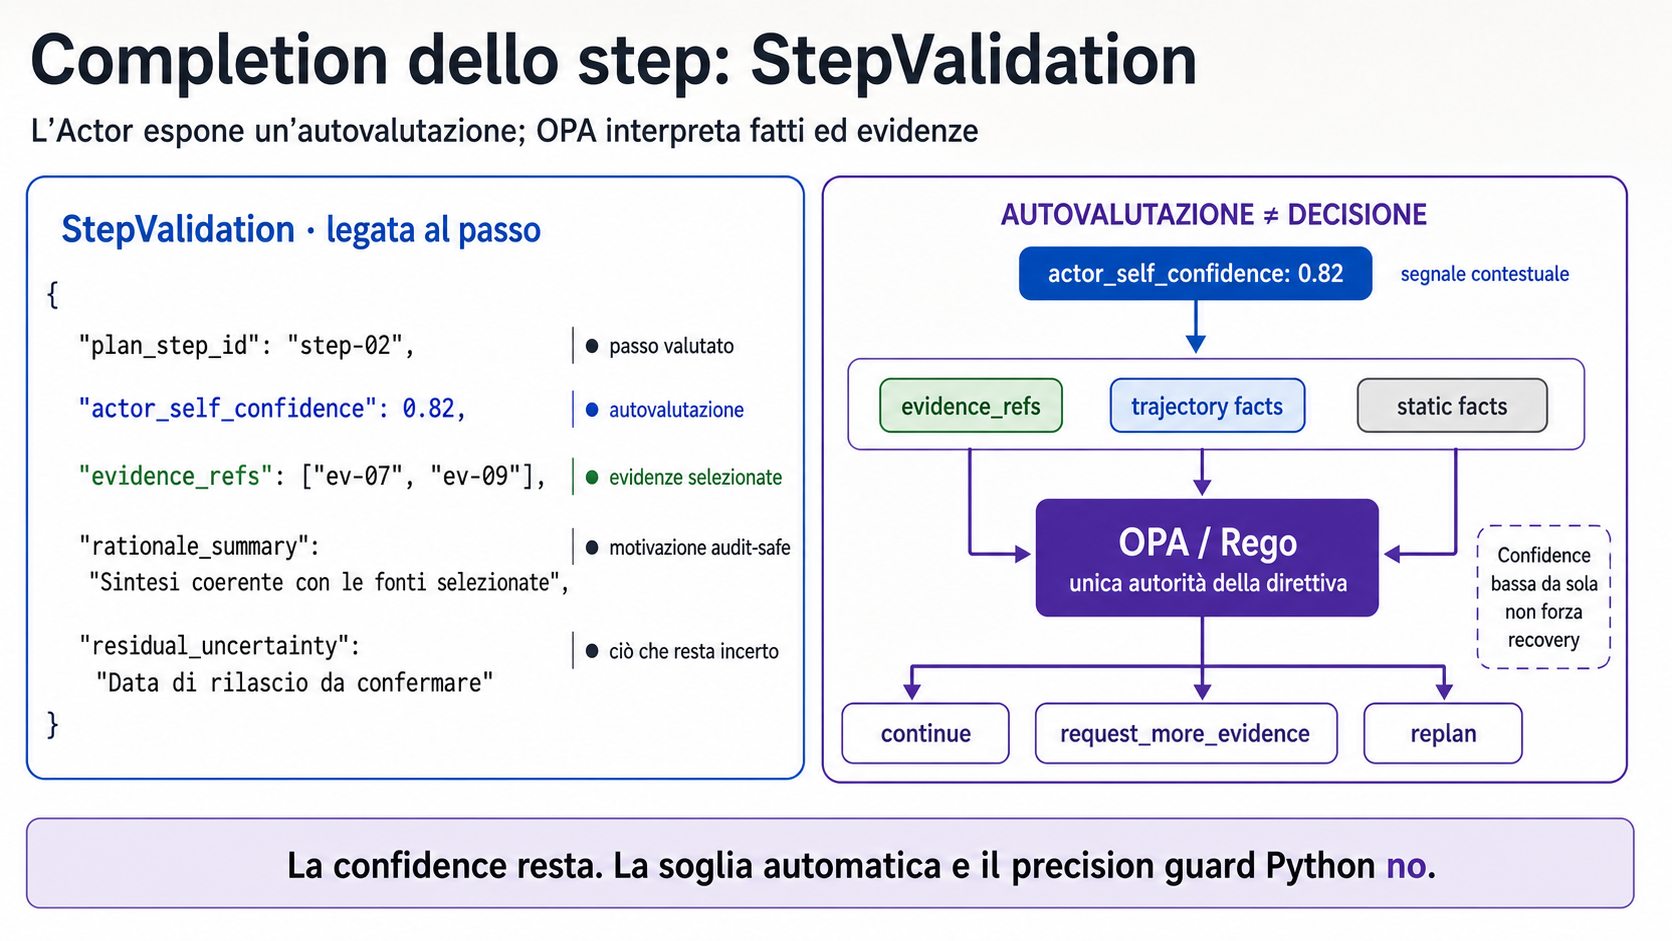 Completion dello step: StepValidation
L’Actor espone un’autovalutazione; OPA interpreta fatti ed evidenze
StepValidation · legata al passo
{
"plan_step_id": "step-02",
passo valutato
"actor_self_confidence": 0.82,
autovalutazione
"evidence_refs": ["ev-07", "ev-09"],
evidenze selezionate
"rationale_summary":
motivazione audit-safe
"Sintesi coerente con le fonti selezionate",
"residual_uncertainty":
ciò che resta incerto
"Data di rilascio da confermare"
}
AUTOVALUTAZIONE ≠ DECISIONE
actor_self_confidence: 0.82
segnale contestuale
evidence_refs
trajectory facts
static facts
OPA / Rego
unica autorità della direttiva
Confidence
bassa da sola
non forza
recovery
continue
request_more_evidence
replan
La confidence resta. La soglia automatica e il precision guard Python no.